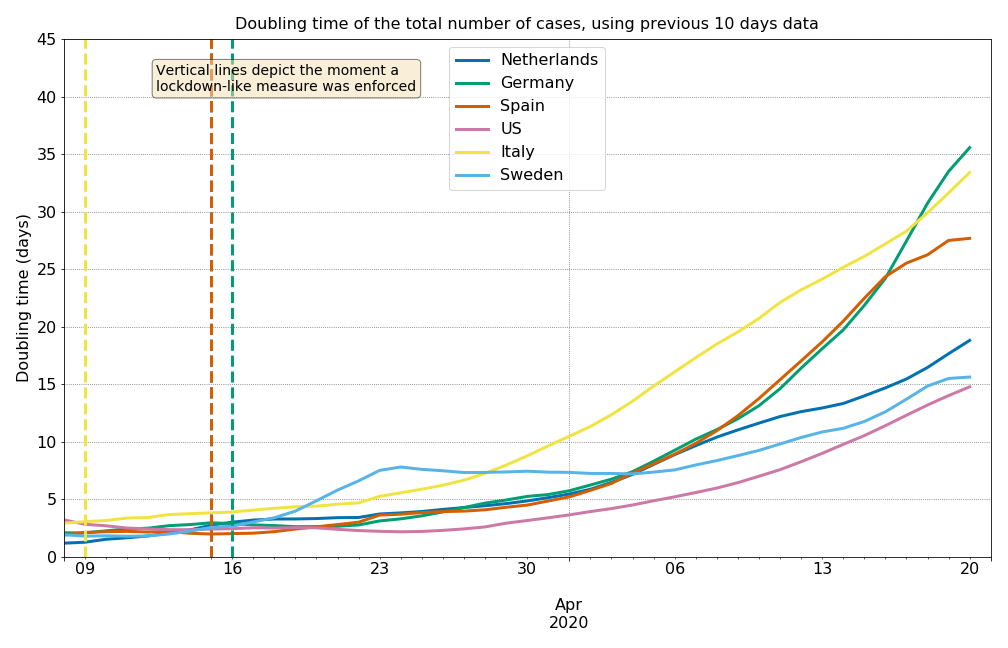 Doubling time of the total number of cases, using previous 10 days data
45
40
35
30
25
20
15
10
5
0
Doubling time (days)
Vertical lines depict the moment a
lockdown-like measure was enforced
Netherlands
Germany
Spain
US
Italy
Sweden
09 16 23 30 06 13 20
Apr
2020